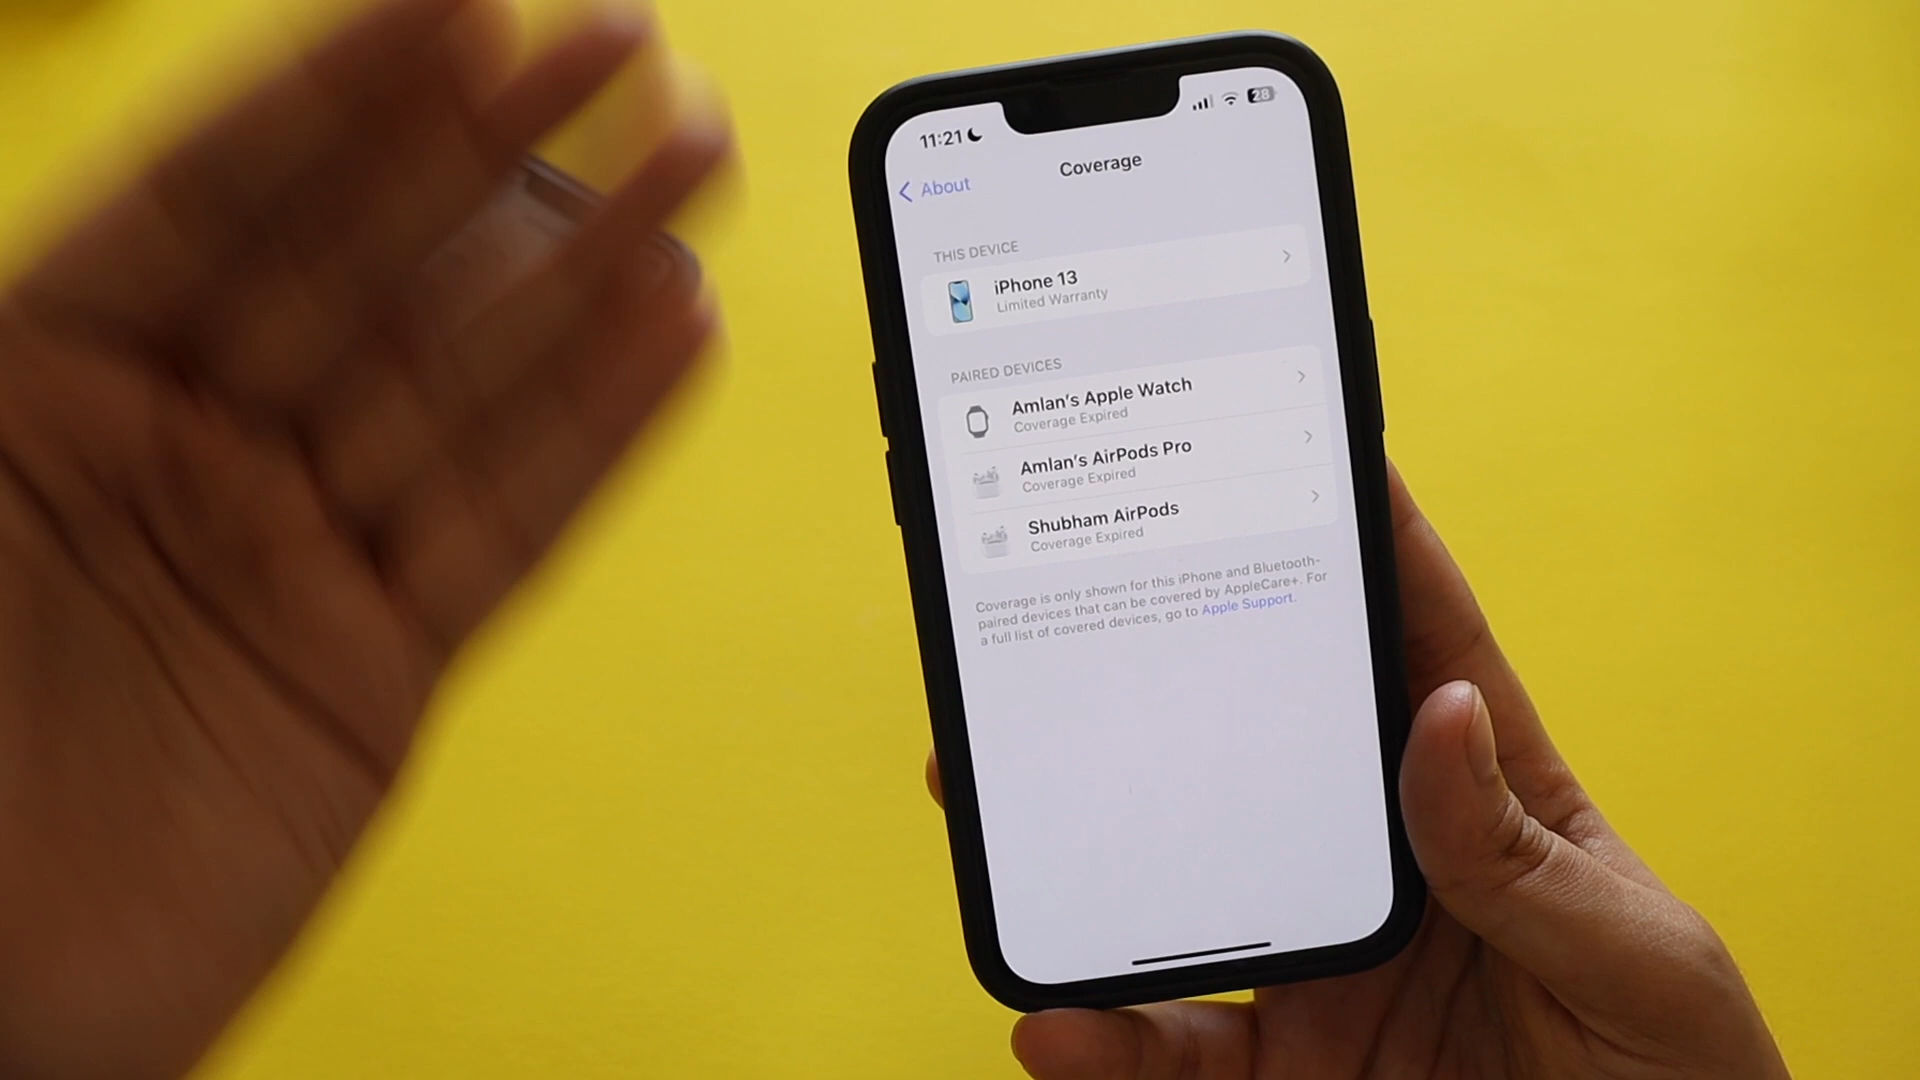 11:21
28
About
Coverage
THIS DEVICE
iPhone 13
Limited Warranty
PAIRED DEVICES
Amlan's Apple Watch
Coverage Expired
Amlan's AirPods Pro
Coverage Expired
Shubham AirPods
Coverage Expired
Coverage is only shown for this iPhone and Bluetooth-
paired devices that can be covered by AppleCare+. For
a full list of covered devices, go to Apple Support.